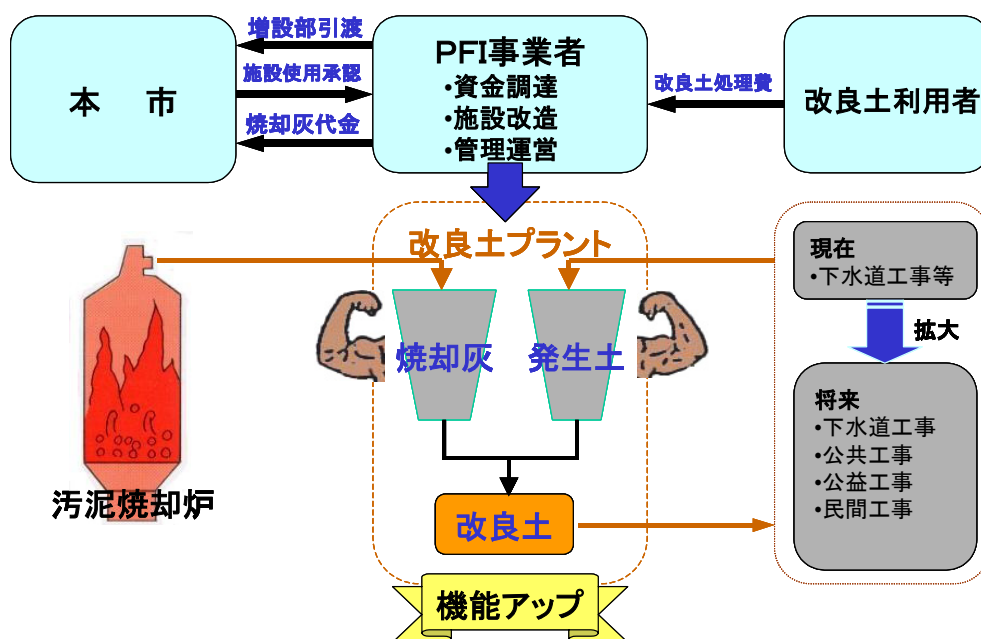 増設部引渡
施設使用承認
焼却灰代金
本　市
PFI事業者
•資金調達
•施設改造
•管理運営
改良土処理費
改良土利用者
改良土プラント
焼却灰
発生土
改良土
機能アップ
汚泥焼却炉
現在
•下水道工事等
拡大
将来
•下水道工事
•公共工事
•公益工事
•民間工事